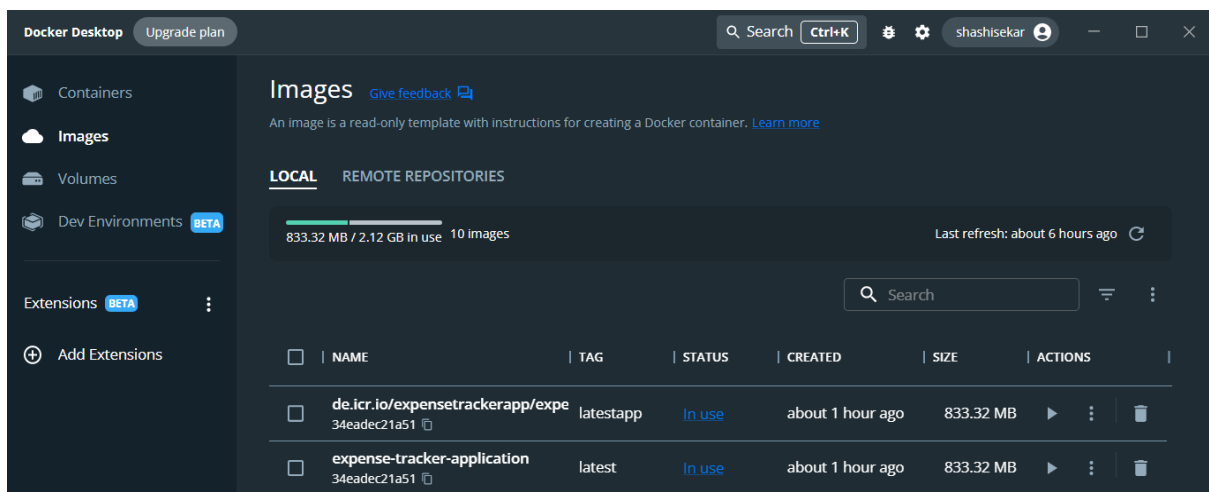 Docker Desktop Upgrade plan Search Ctrl+K shashisekar
Containers
Images
Volumes
Dev Environments BETA
Extensions BETA
Add Extensions
Images Give feedback
An image is a read-only template with instructions for creating a Docker container. Learn more
LOCAL REMOTE REPOSITORIES
833.32 MB / 2.12 GB in use 10 images Last refresh: about 6 hours ago
Search
NAME TAG STATUS CREATED SIZE ACTIONS
de.icr.io/expensetrackerapp/expe latestapp In use about 1 hour ago 833.32 MB
34eadec21a51
expense-tracker-application latest In use about 1 hour ago 833.32 MB
34eadec21a51